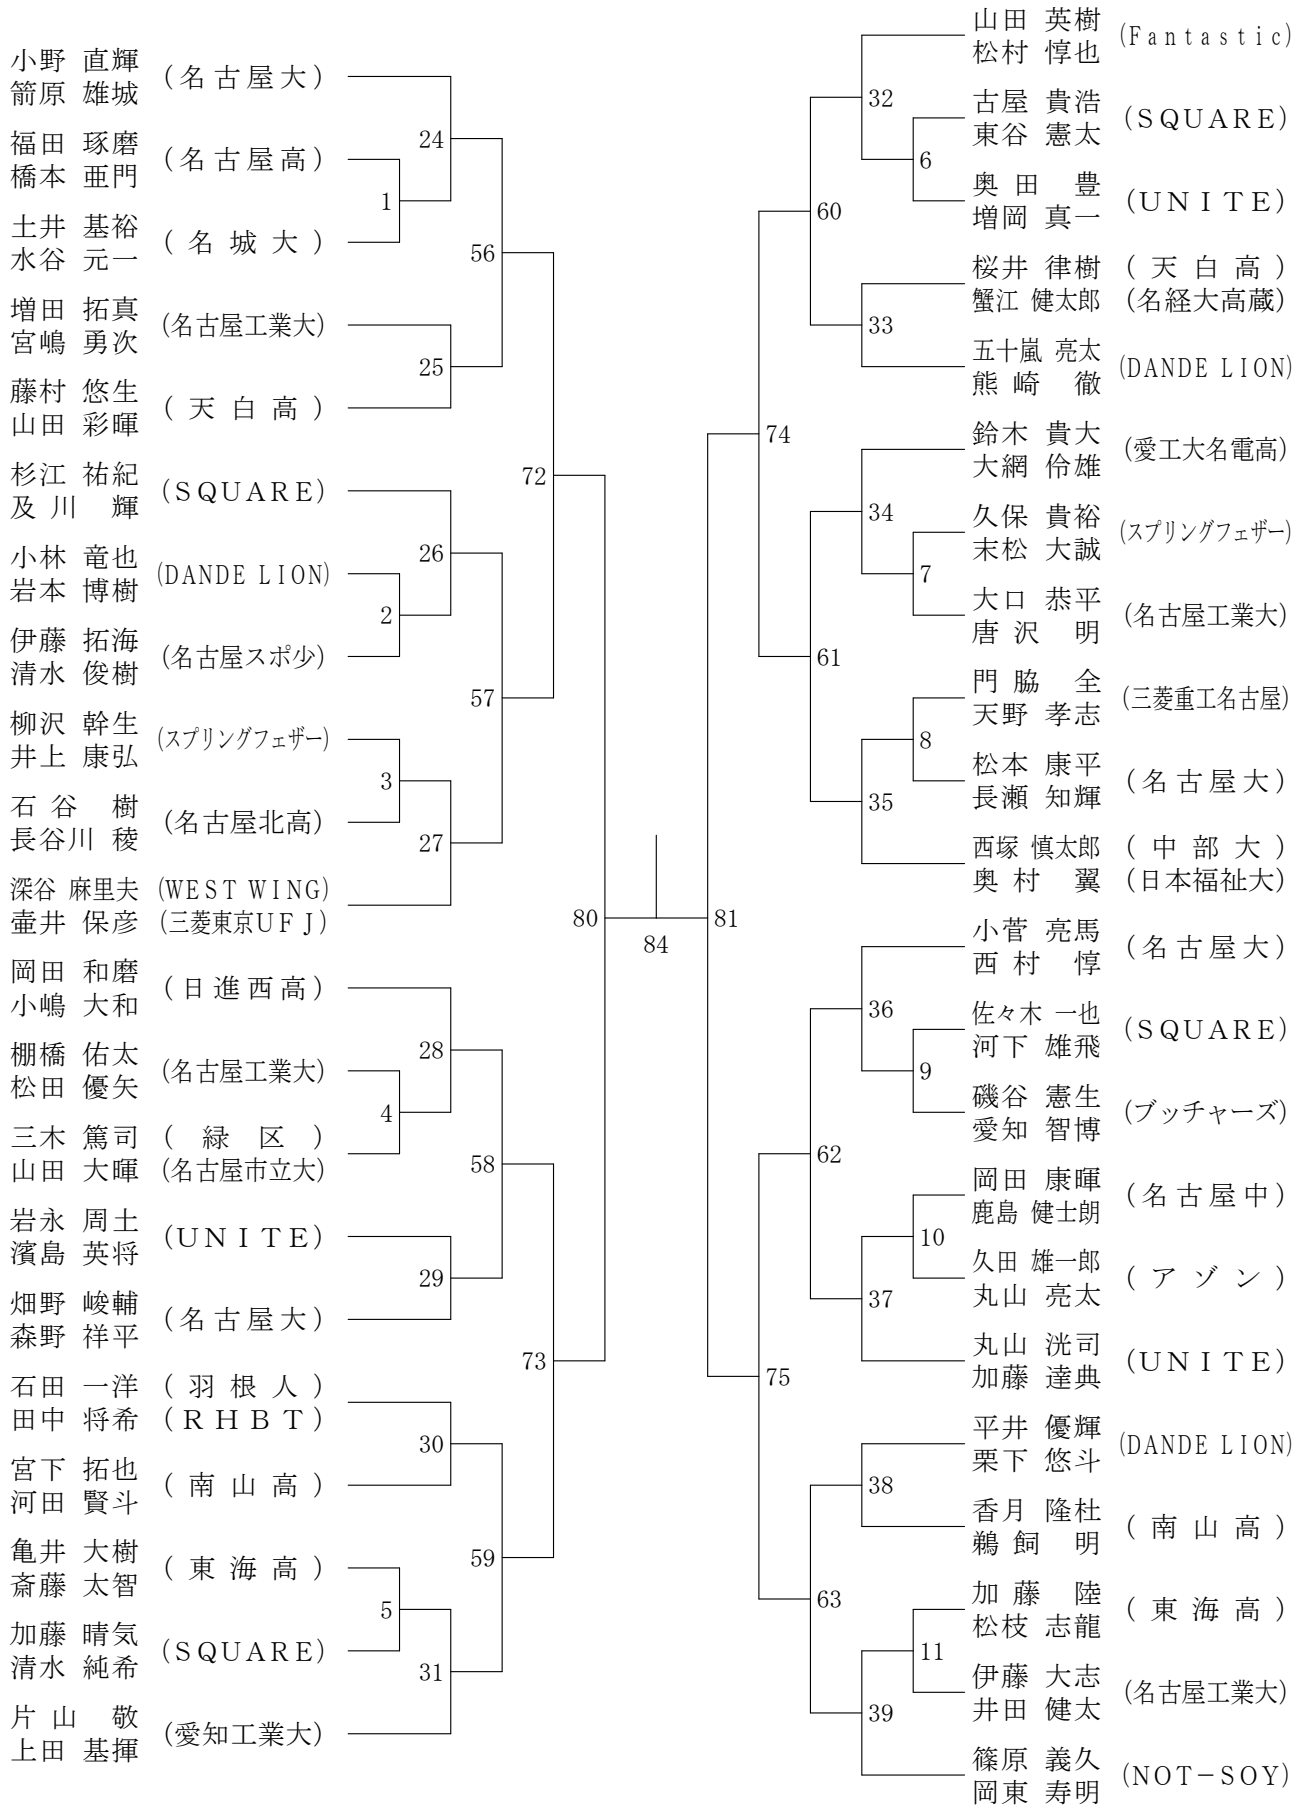 小野 直輝 (名古屋大)
箭原 雄城
24
福田 琢磨 (名古屋高)
橋本 亜門
1
土井 基裕 (名城大)
水谷 元一
56
増田 拓真 (名古屋工業大)
宮嶋 勇次
25
藤村 悠生 (天白高)
山田 彩暉
72
杉江 祐紀 (SQUARE)
及川 輝
26
小林 竜也 (DANDE LION)
岩本 博樹
2
伊藤 拓海 (名古屋スポ少)
清水 俊樹
57
柳沢 幹生 (スプリングフェザー)
井上 康弘
3
石谷 樹 (名古屋北高)
長谷川 稜
27
深谷 麻里夫 (WEST WING)
壷井 保彦 (三菱東京UFJ)
80
岡田 和磨 (日進西高)
小嶋 大和
28
棚橋 佑太 (名古屋工業大)
松田 優矢
4
三木 篤司 (緑区)
山田 大暉 (名古屋市立大)
58
岩永 周土 (UNITE)
濱島 英将
29
畑野 峻輔 (名古屋大)
森野 祥平
73
石田 一洋 (羽根人)
田中 将希 (RHBT)
30
宮下 拓也 (南山高)
河田 賢斗
59
亀井 大樹 (東海高)
斎藤 太智
5
加藤 晴気 (SQUARE)
清水 純希
31
片山 敬 (愛知工業大)
上田 基揮
84
81
山田 英樹 (Fantastic)
松村 惇也
32
古屋 貴浩 (SQUARE)
東谷 憲太
6
奥田 豊 (UNITE)
増岡 真一
60
桜井 律樹 (天白高)
蟹江 健太郎 (名経大高蔵)
33
五十嵐 亮太 (DANDE LION)
熊崎 徹
74
鈴木 貴大 (愛工大名電高)
大網 伶雄
34
久保 貴裕 (スプリングフェザー)
末松 大誠
7
大口 恭平 (名古屋工業大)
唐沢 明
61
門脇 全 (三菱重工名古屋)
天野 孝志
8
松本 康平 (名古屋大)
長瀬 知輝
35
西塚 慎太郎 (中部大)
奥村 翼 (日本福祉大)
小菅 亮馬 (名古屋大)
西村 惇
36
佐々木 一也 (SQUARE)
河下 雄飛
9
磯谷 憲生 (ブッチャーズ)
愛知 智博
62
岡田 康暉 (名古屋中)
鹿島 健士朗
10
久田 雄一郎 (アゾン)
丸山 亮太
37
丸山 洸司 (UNITE)
加藤 達典
75
平井 優輝 (DANDE LION)
栗下 悠斗
38
香月 隆杜 (南山高)
鵜飼 明
63
加藤 陸 (東海高)
松枝 志龍
11
伊藤 大志 (名古屋工業大)
井田 健太
39
篠原 義久 (NOT-SOY)
岡東 寿明